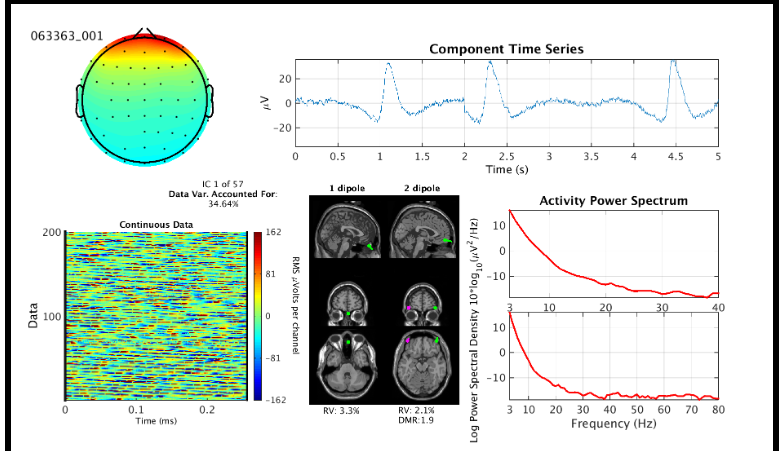 063363_001
Component Time Series
μV
20
0
−20
0 0.5 1 1.5 2 2.5 3 3.5 4 4.5 5
Time (s)
IC 1 of 57
Data Var. Accounted For:
34.64%
Continuous Data
Data
200
100
0 0.1 0.2
Time (ms)
162
81
0
−81
−162
RMS μVolts per channel
1 dipole 2 dipole
RV: 3.3% RV: 2.1%
DMR:1.9
Activity Power Spectrum
Log Power Spectral Density 10*log10(μV2/Hz)
10
0
−10
3 10 20 30 40
10
−10
3 10 20 30 40 50 60 70 80
Frequency (Hz)